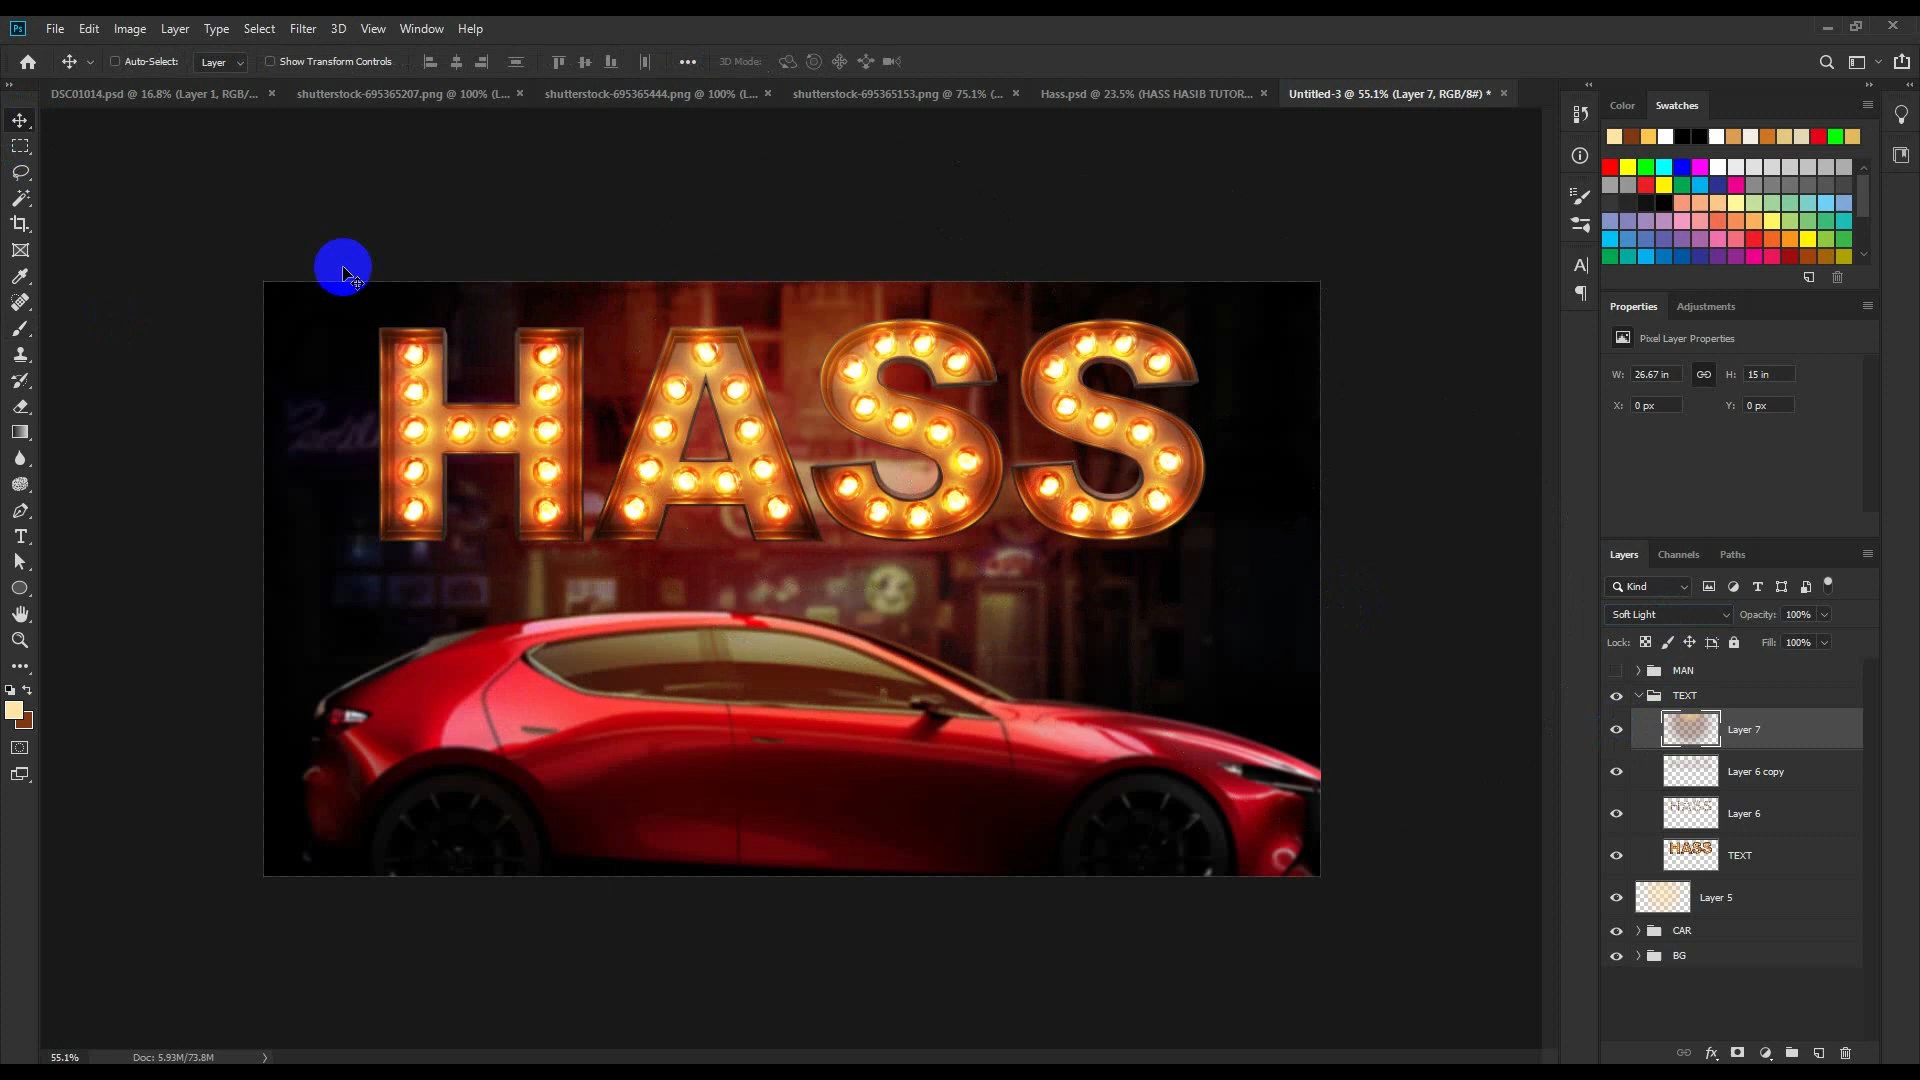 Ps File Edit Image Layer Type Select Filter 3D View Window Help
Auto-Select: Layer Show Transform Controls ••• 3D Mode:
DSC01014.psd @ 16.8% (Layer 1, RGB/... × shutterstock-695365207.png @ 100% (L... × shutterstock-695365444.png @ 100% (L... × shutterstock-695365153.png @ 75.1% (... × Hass.psd @ 23.5% (HASS HASIB TUTOR... × Untitled-3 @ 55.1% (Layer 7, RGB/8#) * ×
Color Swatches
HASS
Properties Adjustments
Pixel Layer Properties
W: 26.67 in H: 15 in
X: 0 px Y: 0 px
Layers Channels Paths
Kind
Soft Light Opacity: 100%
Lock: Fill: 100%
MAN
TEXT
Layer 7
Layer 6 copy
HASS Layer 6
HASS TEXT
Layer 5
CAR
BG
55.1% Doc: 5.93M/73.8M